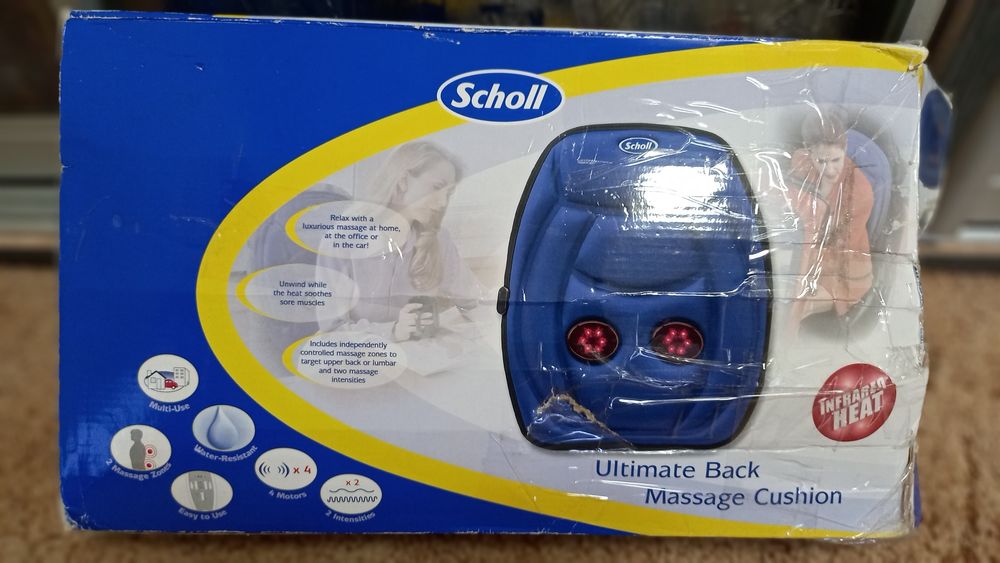 Scholl
Scholl
Relax with a
luxurious massage at home,
at the office or
in the car!
Unwind while
the heat soothes
sore muscles
Includes independently
controlled massage zones to
target upper back or lumbar
and two massage
intensities
INFRARED
HEAT
Multi-Use
Water-Resistant
2 Massage Zones
x 4
4 Motors
Easy to Use
x 2
2 Intensities
Ultimate Back
Massage Cushion